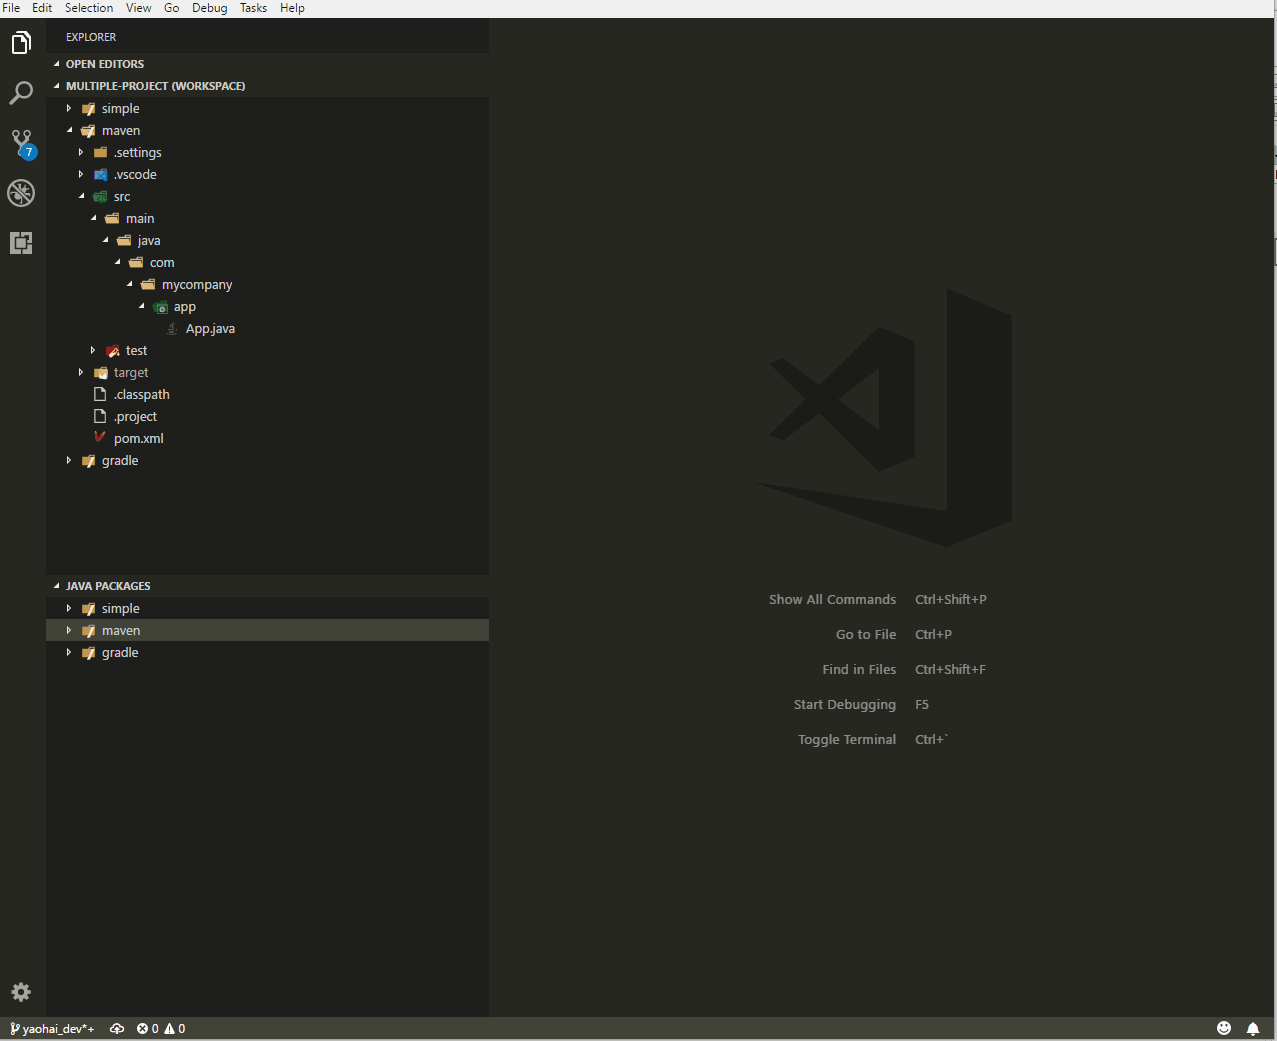 File Edit Selection View Go Debug Tasks Help
EXPLORER
OPEN EDITORS
MULTIPLE-PROJECT (WORKSPACE)
simple
maven
.settings
.vscode
7
src
main
java
com
mycompany
app
App.java
test
target
.classpath
.project
pom.xml
gradle
JAVA PACKAGES
simple
maven
gradle
Show All Commands Ctrl+Shift+P
Go to File Ctrl+P
Find in Files Ctrl+Shift+F
Start Debugging F5
Toggle Terminal Ctrl+`
yaohai_dev*+ 0 0